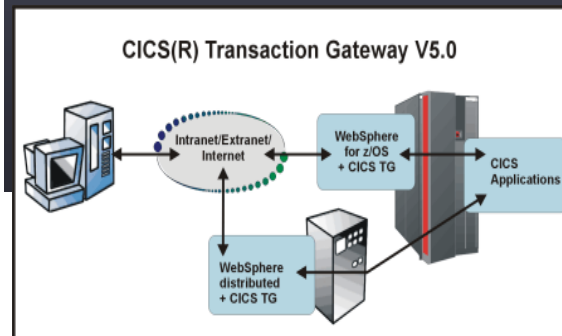 CICS(R) Transaction Gateway V5.0
Intranet/Extranet/
Internet
WebSphere
for z/OS
+ CICS TG
CICS
Applications
WebSphere
distributed
+ CICS TG